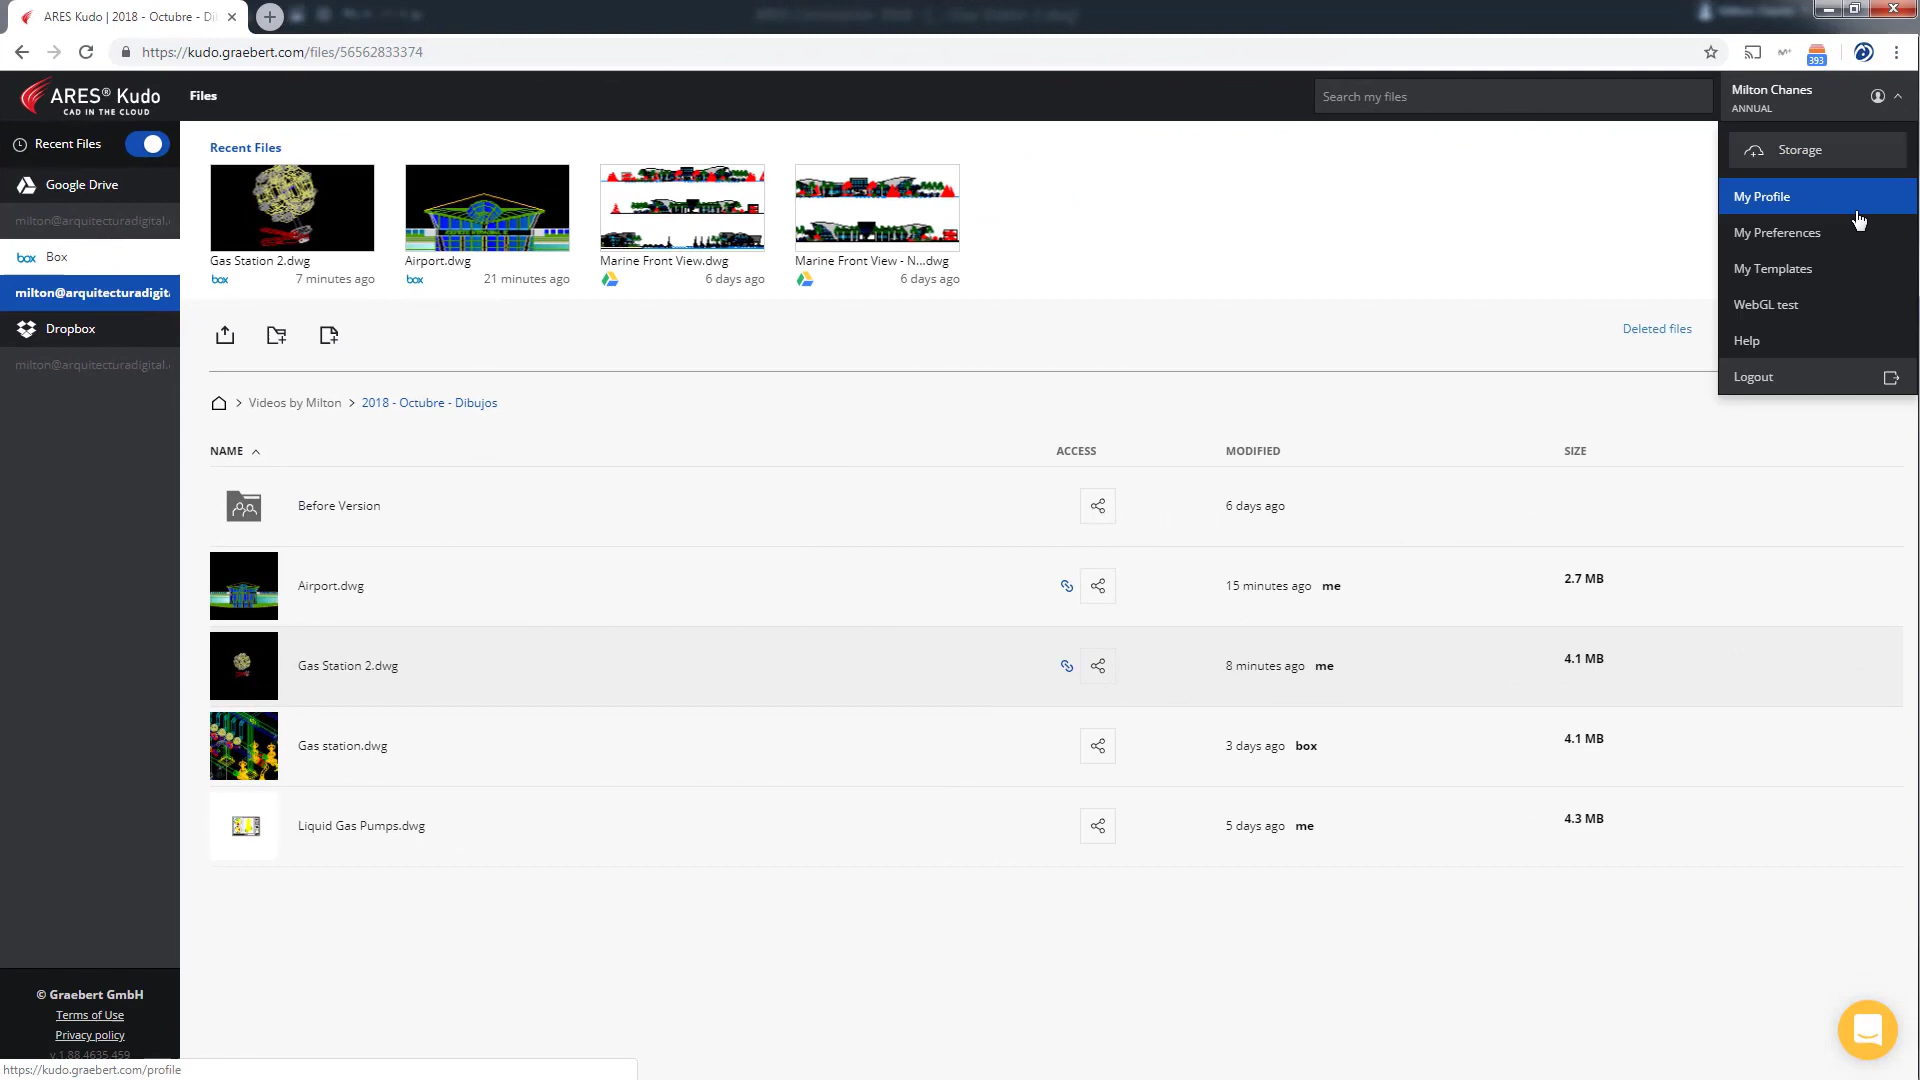 ARES Kudo | 2018 - Octubre - Di
https://kudo.graebert.com/files/56562833374
393
ARES® Kudo
CAD IN THE CLOUD
Files
Search my files
Milton Chanes
ANNUAL
Recent Files
Google Drive
milton@arquitecturadigital.
Box
milton@arquitecturadigit
Dropbox
milton@arquitecturadigital.
Storage
My Profile
My Preferences
My Templates
WebGL test
Help
Logout
Recent Files
Gas Station 2.dwg
box 7 minutes ago
Airport.dwg
box 21 minutes ago
Marine Front View.dwg
6 days ago
Marine Front View - N...dwg
6 days ago
Deleted files
> Videos by Milton > 2018 - Octubre - Dibujos
NAME ACCESS MODIFIED SIZE
Before Version 6 days ago
Airport.dwg 15 minutes ago me 2.7 MB
Gas Station 2.dwg 8 minutes ago me 4.1 MB
Gas station.dwg 3 days ago box 4.1 MB
Liquid Gas Pumps.dwg 5 days ago me 4.3 MB
© Graebert GmbH
Terms of Use
Privacy policy
v 1.88.4635.459
https://kudo.graebert.com/profile